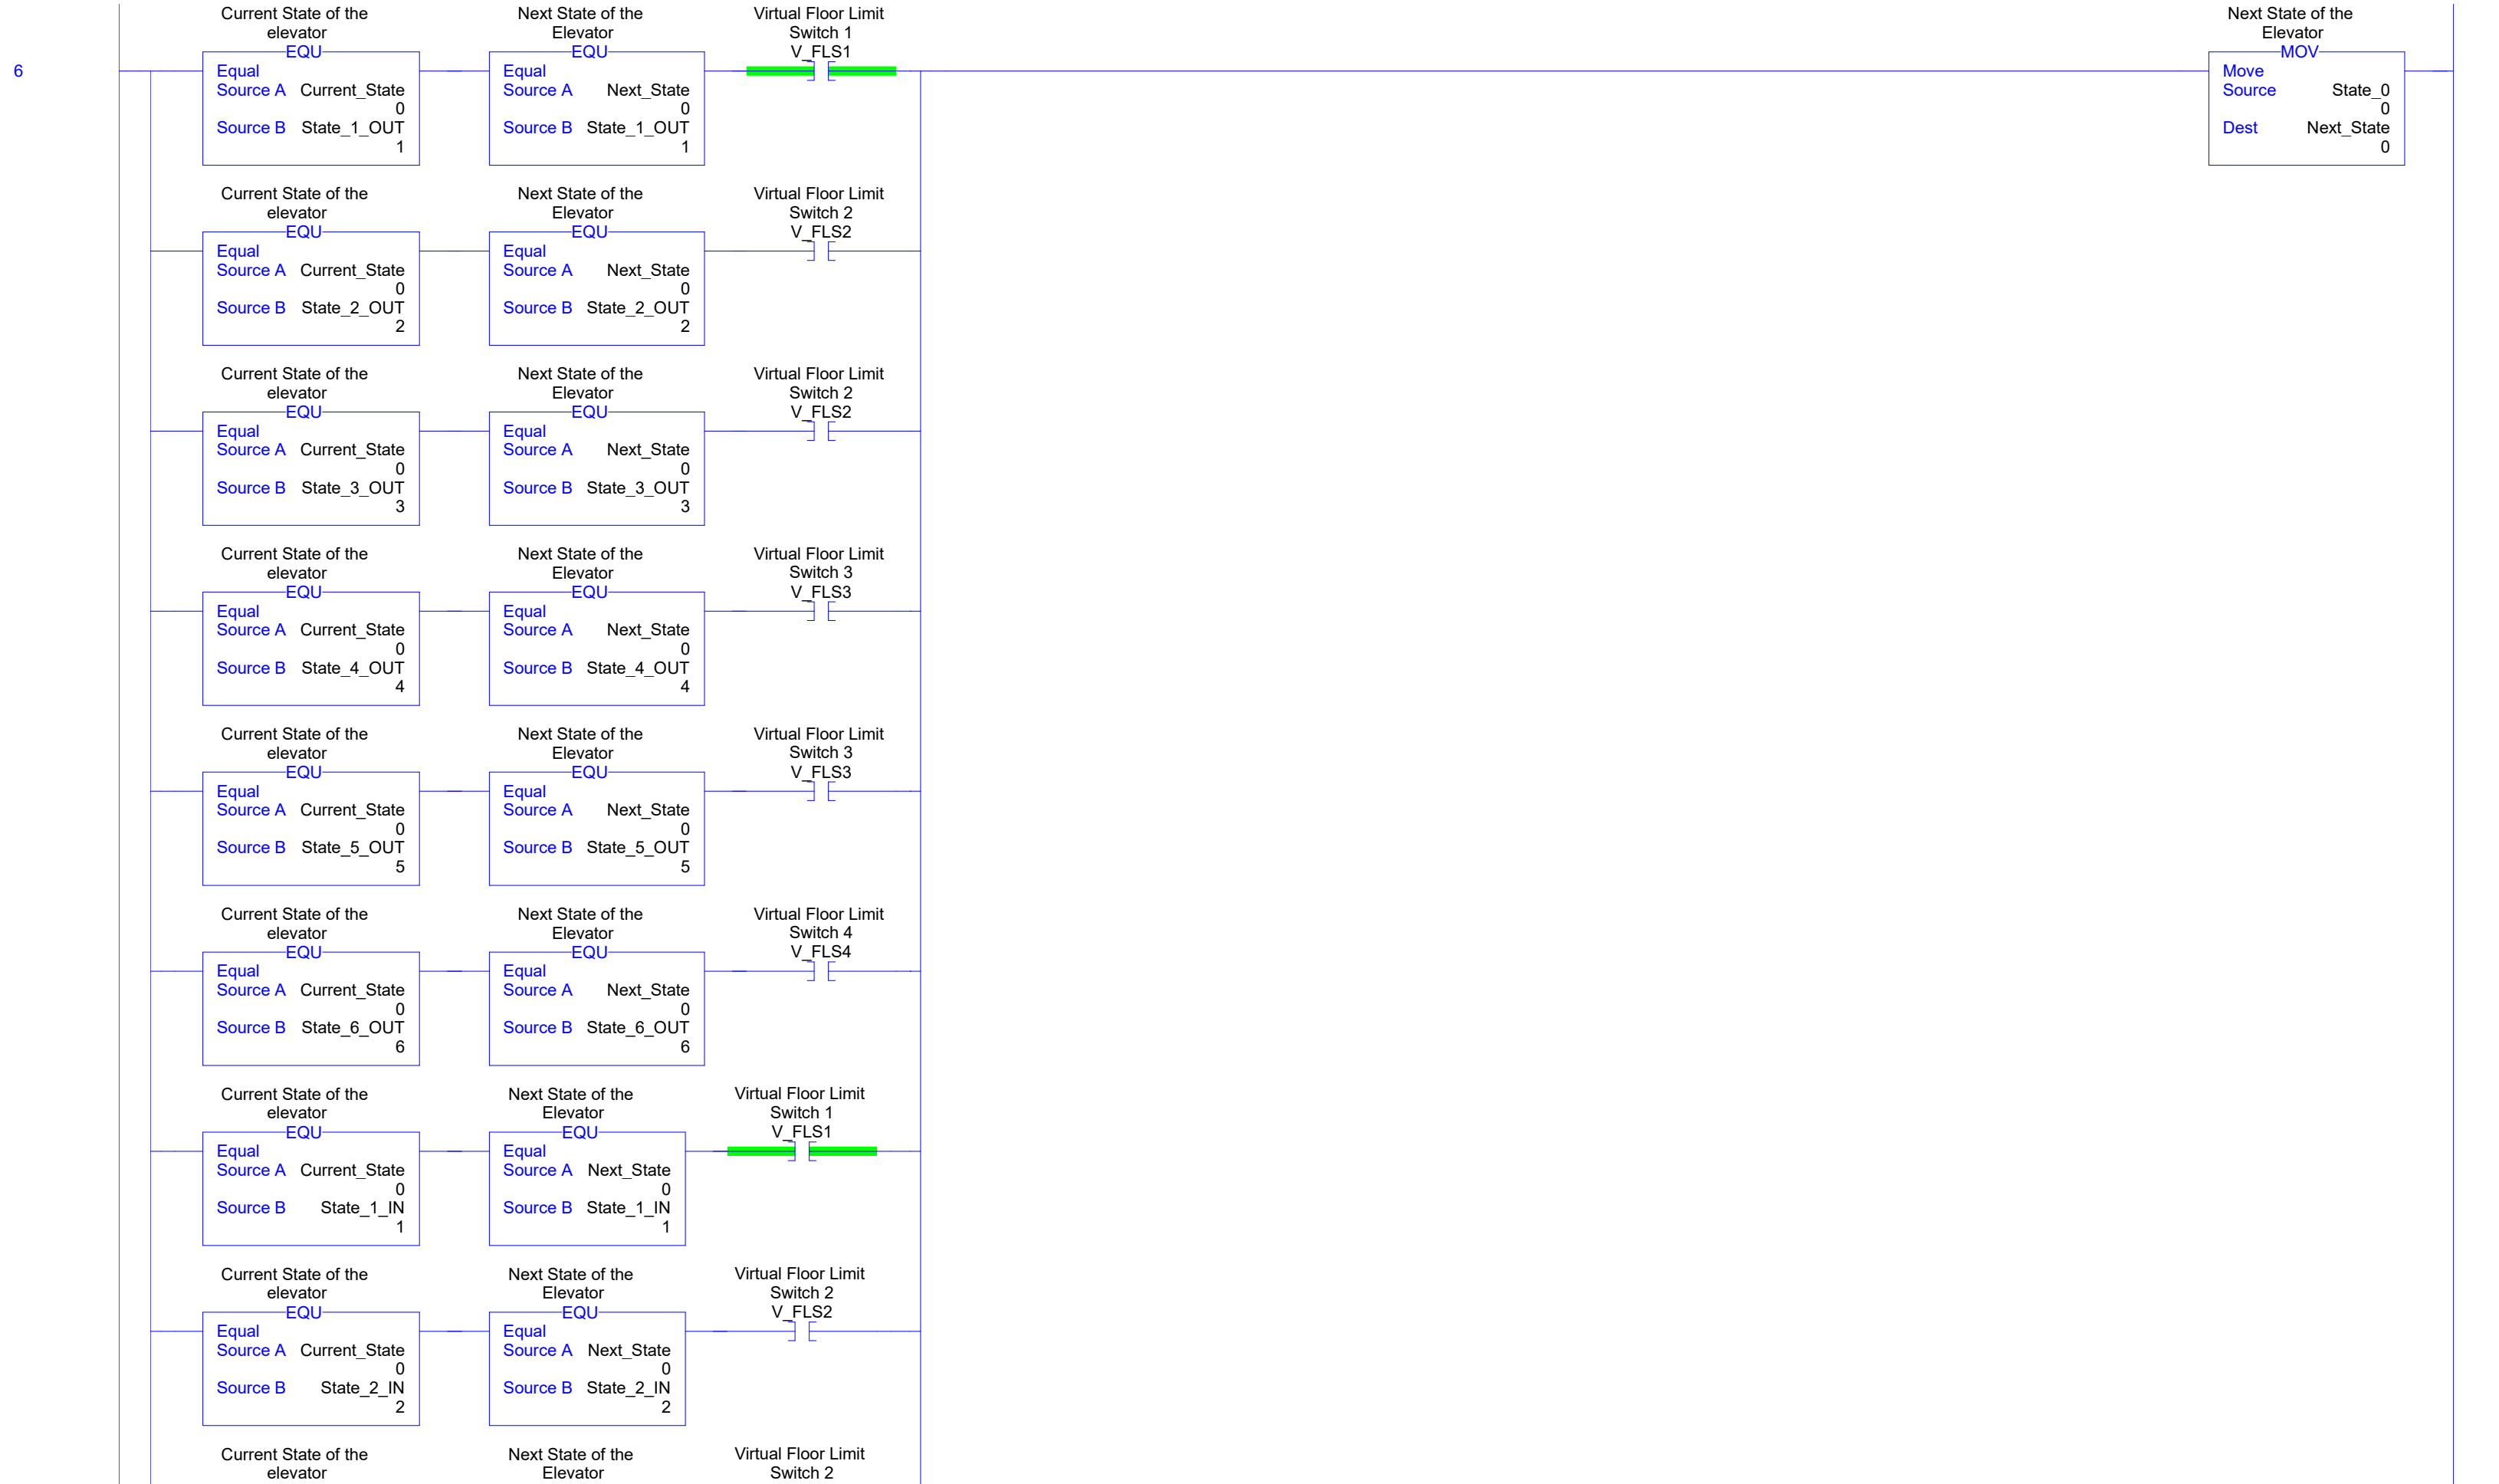 6
Current State of the
elevator
EQU
Equal
Source A Current_State
0
Source B State_1_OUT
1
Next State of the
Elevator
EQU
Equal
Source A Next_State
0
Source B State_1_OUT
1
Virtual Floor Limit
Switch 1
V_FLS1
Next State of the
Elevator
MOV
Move
Source State_0
0
Dest Next_State
0
Current State of the
elevator
EQU
Equal
Source A Current_State
0
Source B State_2_OUT
2
Next State of the
Elevator
EQU
Equal
Source A Next_State
0
Source B State_2_OUT
2
Virtual Floor Limit
Switch 2
V_FLS2
Current State of the
elevator
EQU
Equal
Source A Current_State
0
Source B State_3_OUT
3
Next State of the
Elevator
EQU
Equal
Source A Next_State
0
Source B State_3_OUT
3
Virtual Floor Limit
Switch 2
V_FLS2
Current State of the
elevator
EQU
Equal
Source A Current_State
0
Source B State_4_OUT
4
Next State of the
Elevator
EQU
Equal
Source A Next_State
0
Source B State_4_OUT
4
Virtual Floor Limit
Switch 3
V_FLS3
Current State of the
elevator
EQU
Equal
Source A Current_State
0
Source B State_5_OUT
5
Next State of the
Elevator
EQU
Equal
Source A Next_State
0
Source B State_5_OUT
5
Virtual Floor Limit
Switch 3
V_FLS3
Current State of the
elevator
EQU
Equal
Source A Current_State
0
Source B State_6_OUT
6
Next State of the
Elevator
EQU
Equal
Source A Next_State
0
Source B State_6_OUT
6
Virtual Floor Limit
Switch 4
V_FLS4
Current State of the
elevator
EQU
Equal
Source A Current_State
0
Source B State_1_IN
1
Next State of the
Elevator
EQU
Equal
Source A Next_State
0
Source B State_1_IN
1
Virtual Floor Limit
Switch 1
V_FLS1
Current State of the
elevator
EQU
Equal
Source A Current_State
0
Source B State_2_IN
2
Next State of the
Elevator
EQU
Equal
Source A Next_State
0
Source B State_2_IN
2
Virtual Floor Limit
Switch 2
V_FLS2
Current State of the
elevator
Next State of the
Elevator
Virtual Floor Limit
Switch 2